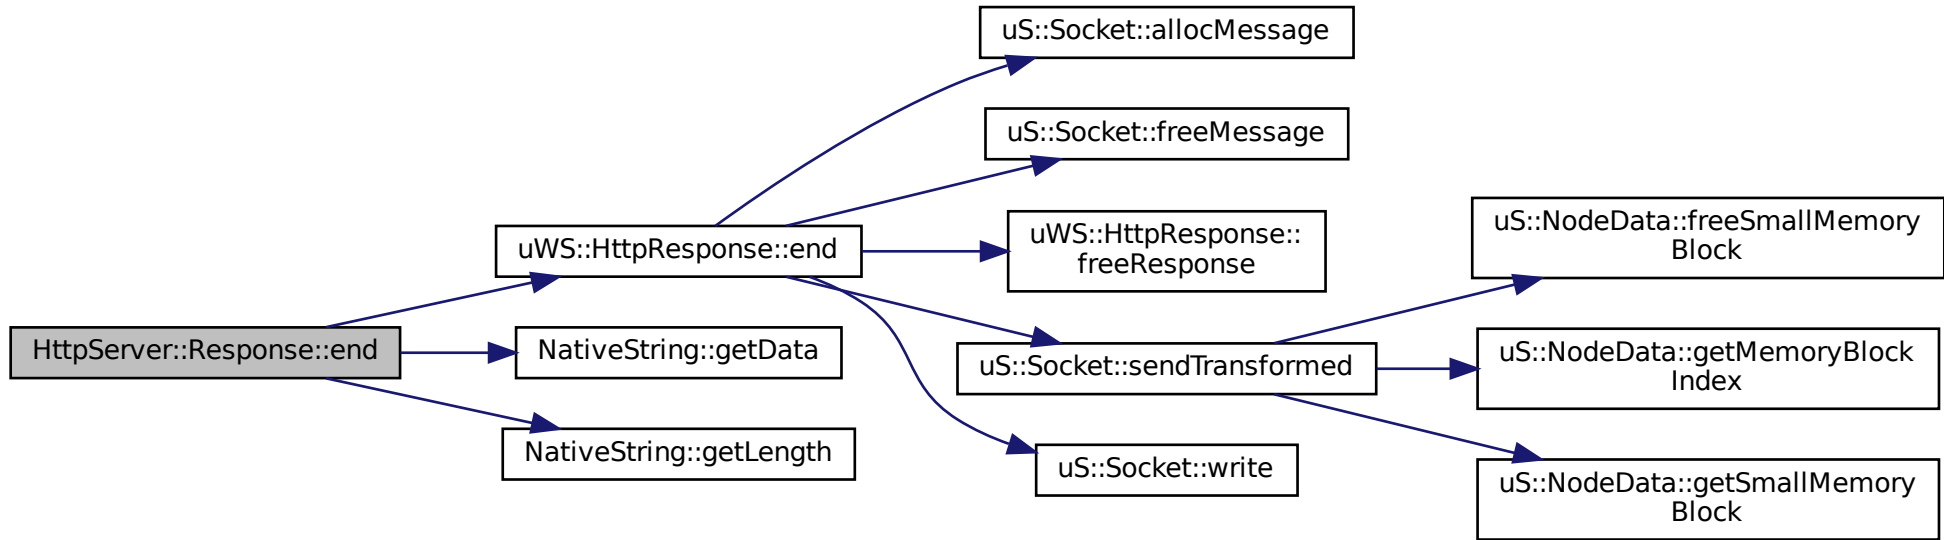 uS::Socket::allocMessage
uS::Socket::freeMessage
uS::NodeData::freeSmallMemory
Block
uWS::HttpResponse::end
uWS::HttpResponse::
freeResponse
HttpServer::Response::end
NativeString::getData
uS::Socket::sendTransformed
uS::NodeData::getMemoryBlock
Index
NativeString::getLength
uS::Socket::write
uS::NodeData::getSmallMemory
Block